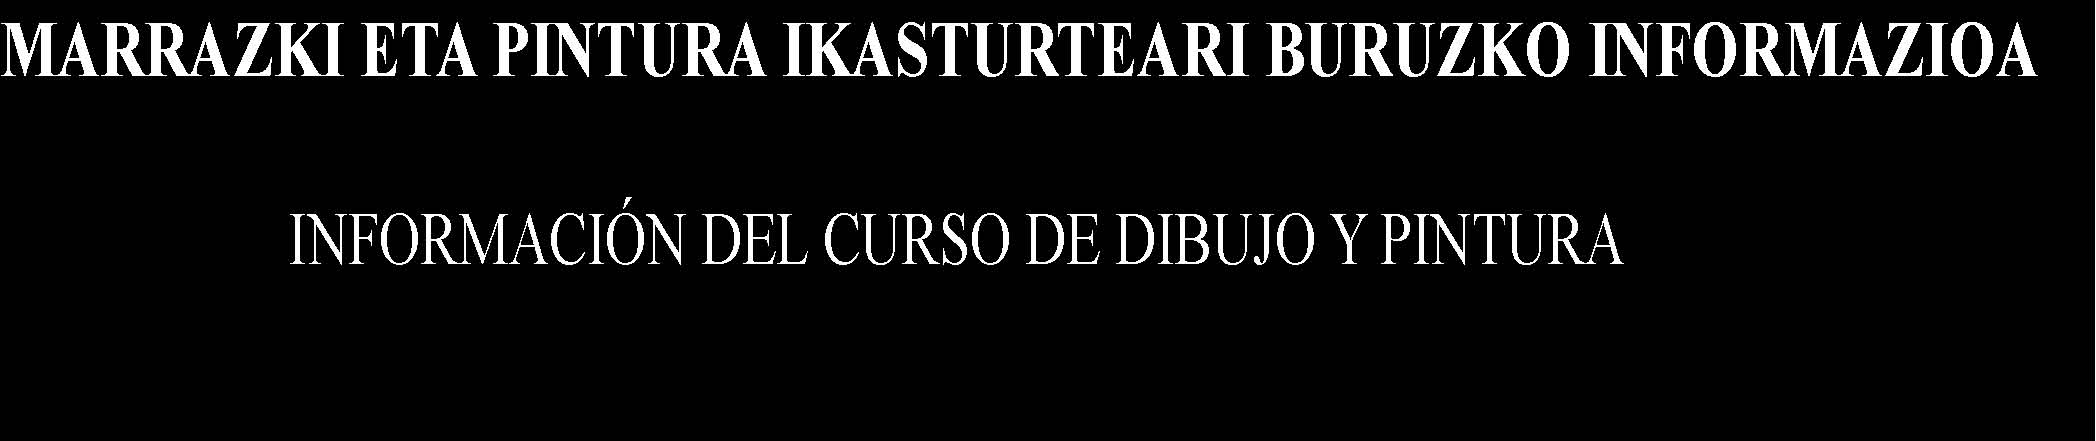 MARRAZKI ETA PINTURA IKASTURTEARI BURUZKO INFORMAZIOA
INFORMACIÓN DEL CURSO DE DIBUJO Y PINTURA